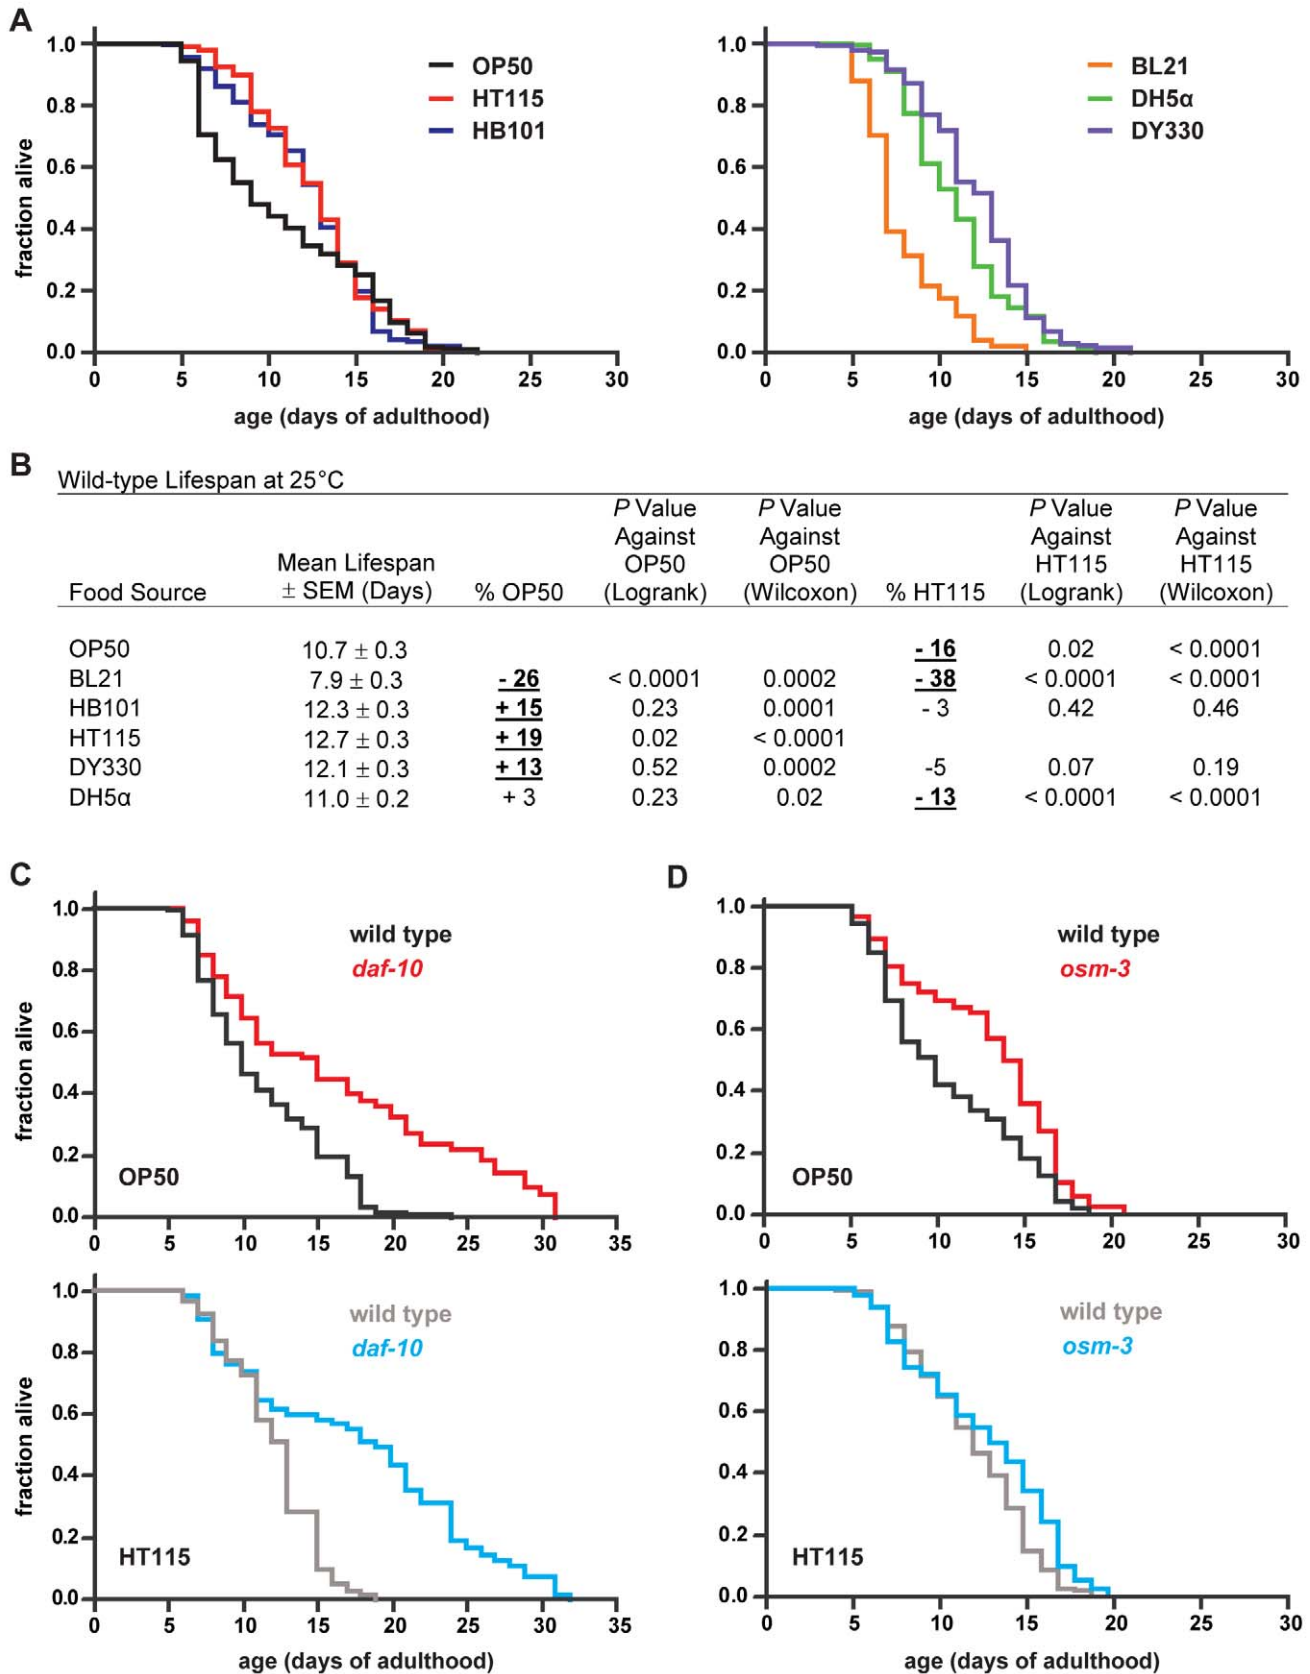 A
1.0
0.8
0.6
0.4
0.2
0.0
fraction alive
OP50
HT115
HB101
0 5 10 15 20 25 30
age (days of adulthood)
1.0
0.8
0.6
0.4
0.2
0.0
BL21
DH5α
DY330
0 5 10 15 20 25 30
age (days of adulthood)
B
Wild-type Lifespan at 25°C
Food Source
Mean Lifespan
± SEM (Days)
% OP50
P Value
Against
OP50
(Logrank)
P Value
Against
OP50
(Wilcoxon)
% HT115
P Value
Against
HT115
(Logrank)
P Value
Against
HT115
(Wilcoxon)
OP50 10.7 ± 0.3 - 16 0.02 < 0.0001
BL21 7.9 ± 0.3 - 26 < 0.0001 0.0002 - 38 < 0.0001 < 0.0001
HB101 12.3 ± 0.3 + 15 0.23 0.0001 - 3 0.42 0.46
HT115 12.7 ± 0.3 + 19 0.02 < 0.0001
DY330 12.1 ± 0.3 + 13 0.52 0.0002 -5 0.07 0.19
DH5α 11.0 ± 0.2 + 3 0.23 0.02 - 13 < 0.0001 < 0.0001
C
1.0
0.8
0.6
0.4
0.2
0.0
fraction alive
wild type
daf-10
OP50
0 5 10 15 20 25 30 35
1.0
0.8
0.6
0.4
0.2
0.0
fraction alive
wild type
daf-10
HT115
0 5 10 15 20 25 30 35
age (days of adulthood)
D
1.0
0.8
0.6
0.4
0.2
0.0
wild type
osm-3
OP50
0 5 10 15 20 25 30
1.0
0.8
0.6
0.4
0.2
0.0
wild type
osm-3
HT115
0 5 10 15 20 25 30
age (days of adulthood)